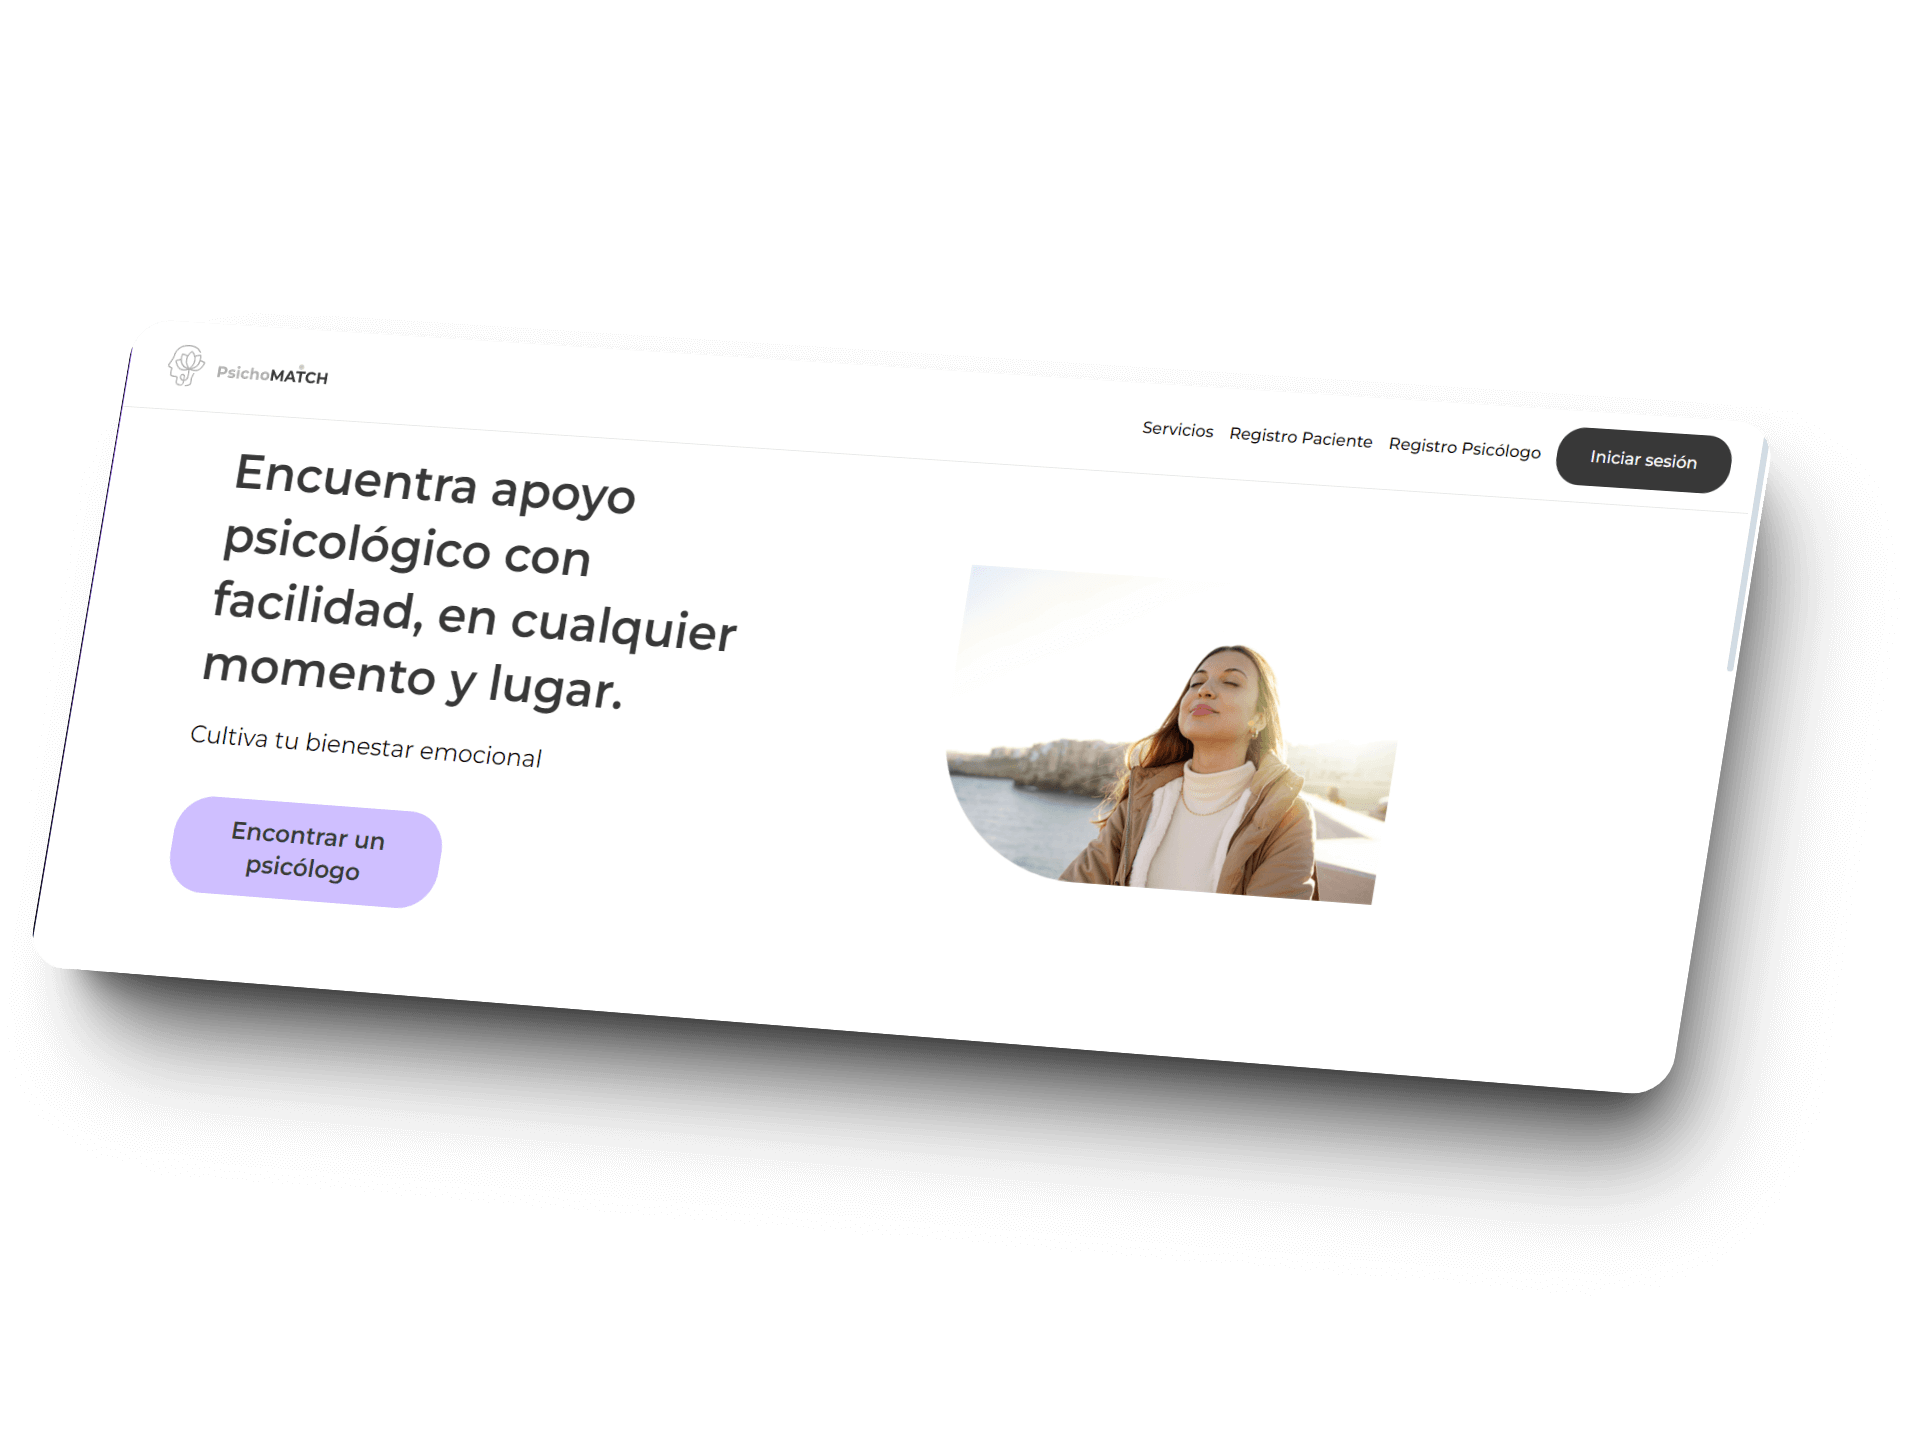 PsichoMATCH
Servicios Registro Paciente Registro Psicólogo Iniciar sesión
Encuentra apoyo
psicológico con
facilidad, en cualquier
momento y lugar.
Cultiva tu bienestar emocional
Encontrar un
psicólogo